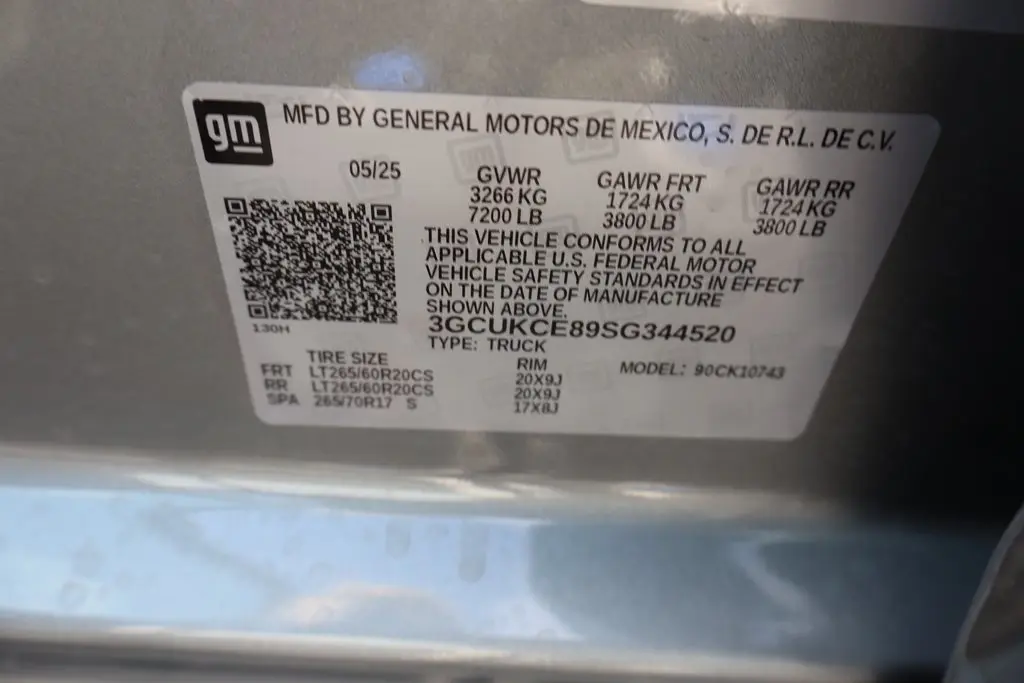 gm
MFD BY GENERAL MOTORS DE MEXICO, S. DE R.L. DE C.V.
05/25
GVWR
3266 KG
7200 LB
GAWR FRT
1724 KG
3800 LB
GAWR RR
1724 KG
3800 LB
THIS VEHICLE CONFORMS TO ALL
APPLICABLE U.S. FEDERAL MOTOR
VEHICLE SAFETY STANDARDS IN EFFECT
ON THE DATE OF MANUFACTURE
SHOWN ABOVE.
3GCUKCE89SG344520
TYPE: TRUCK
130H
TIRE SIZE RIM
FRT LT265/60R20CS 20X9J
RR LT265/60R20CS 20X9J
SPA 265/70R17 S 17X8J
MODEL: 90CK10743